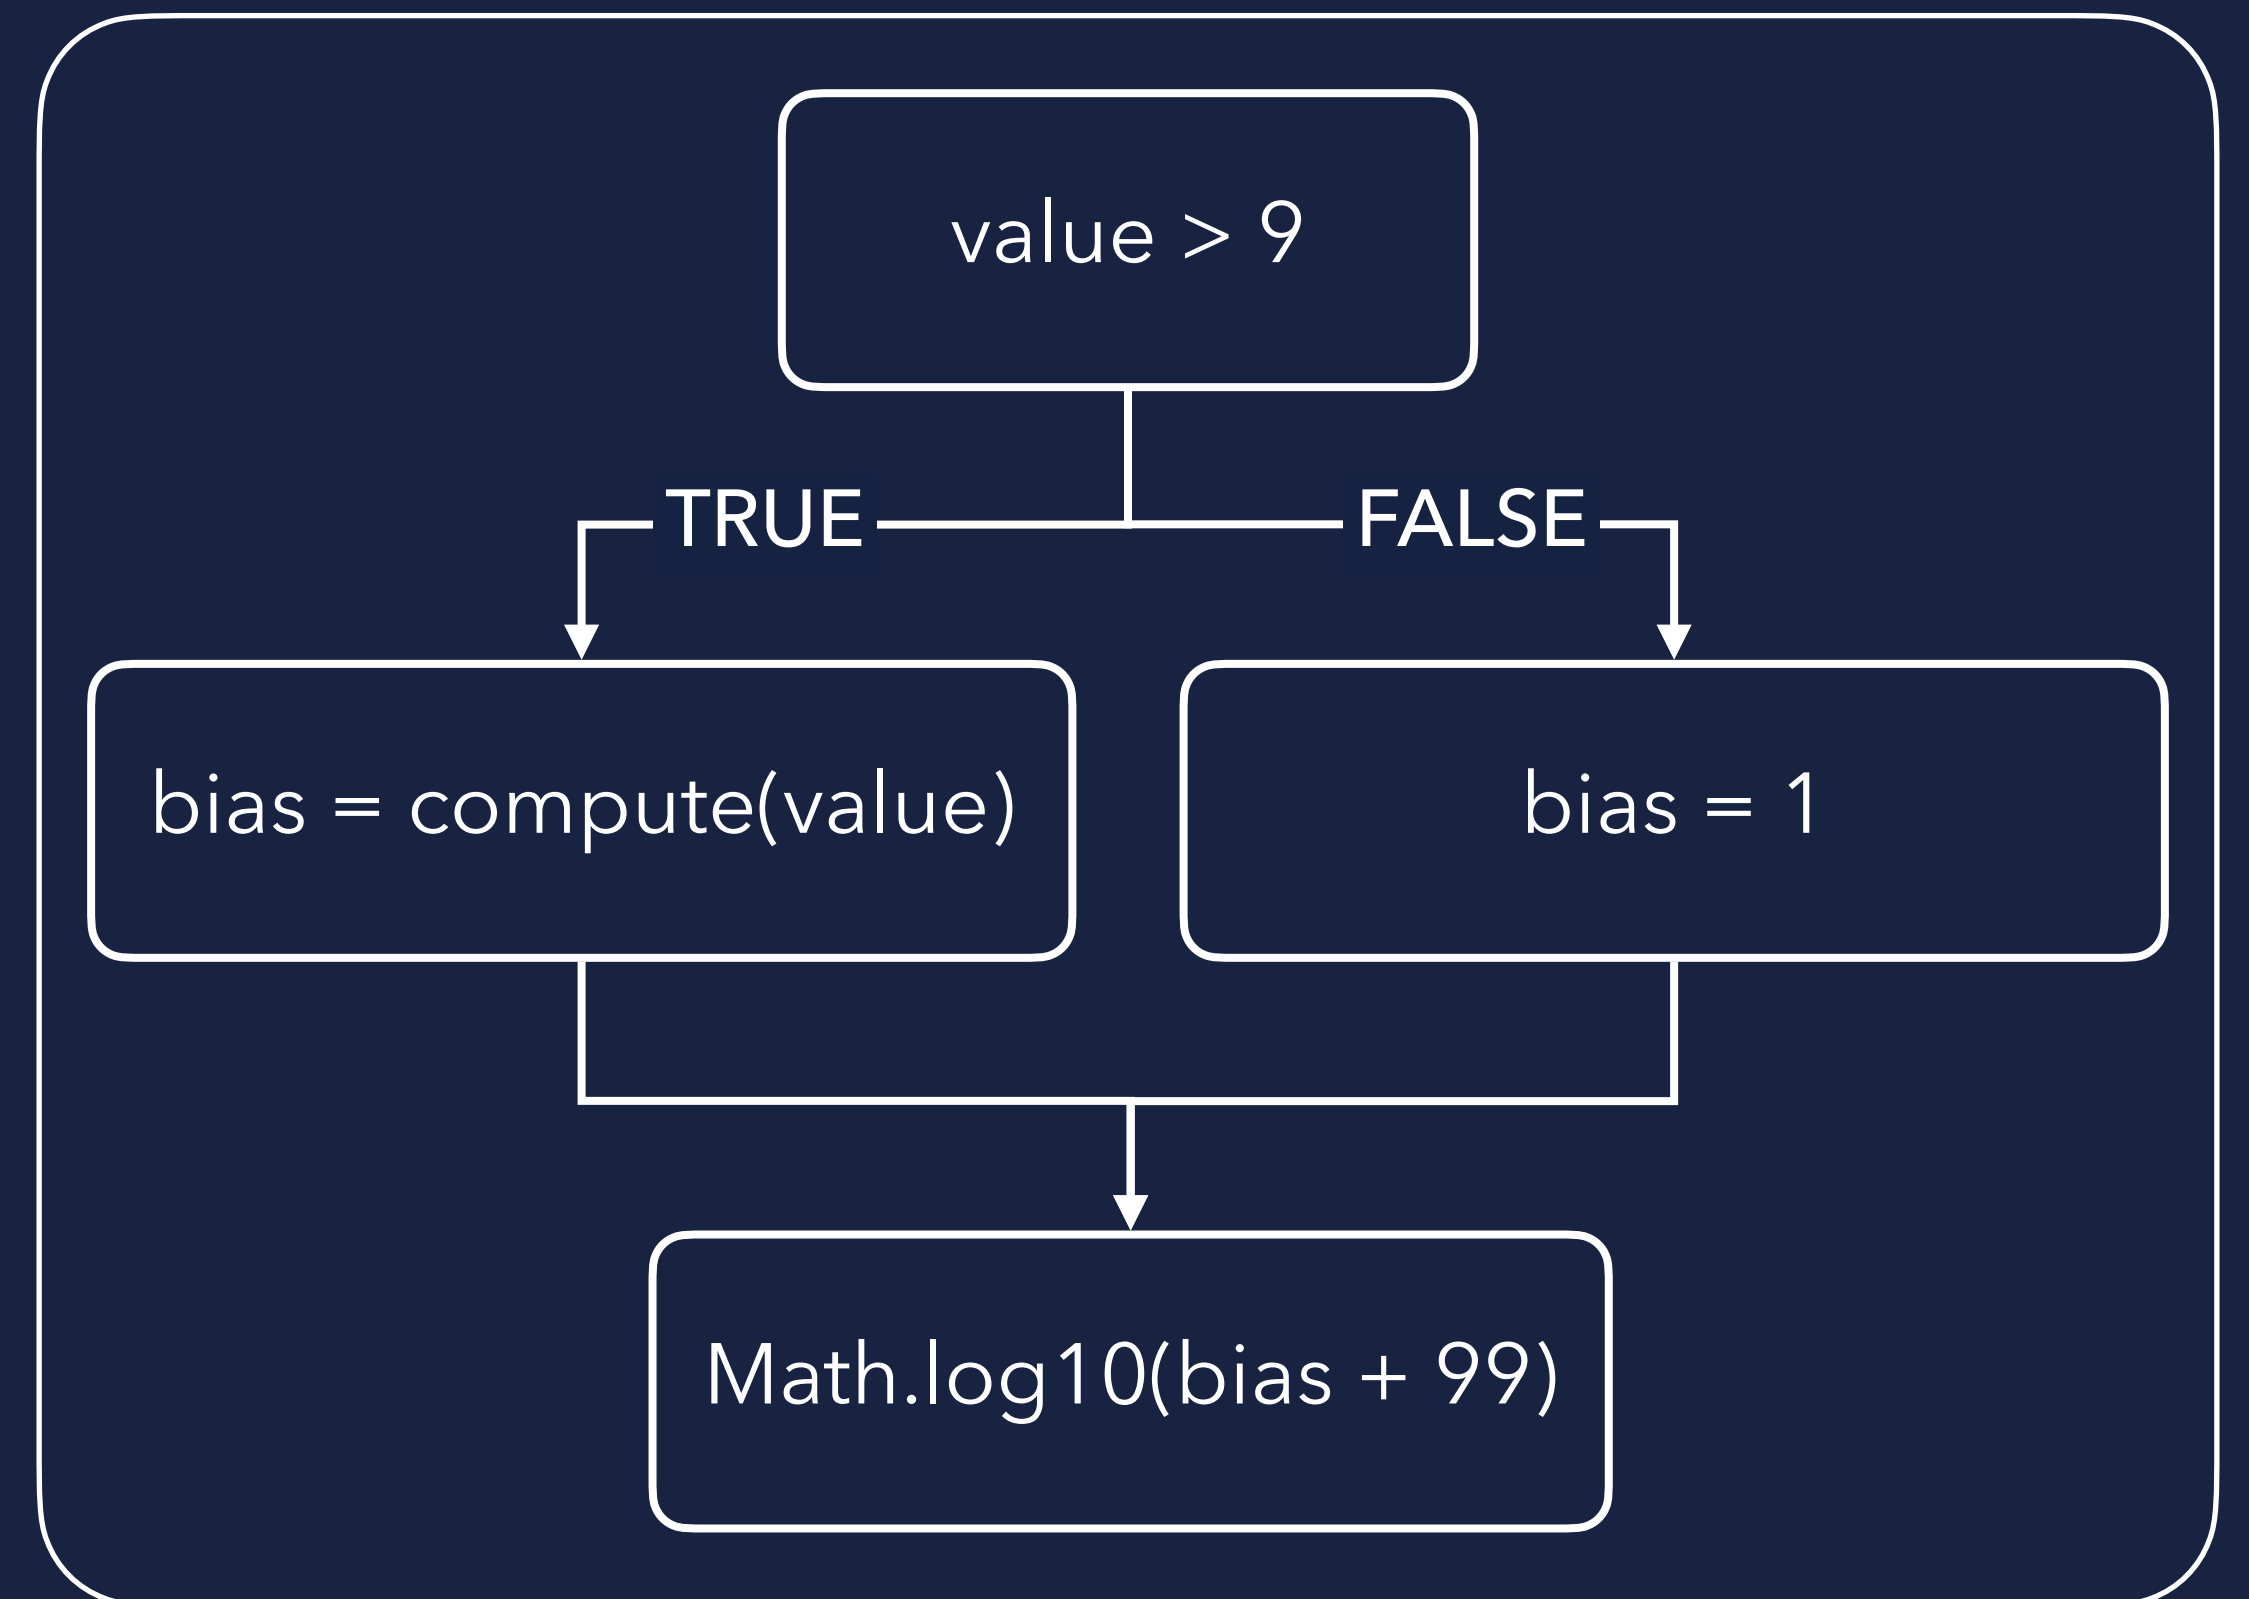 value > 9
TRUE
FALSE
bias = compute(value)
bias = 1
Math.log10(bias + 99)